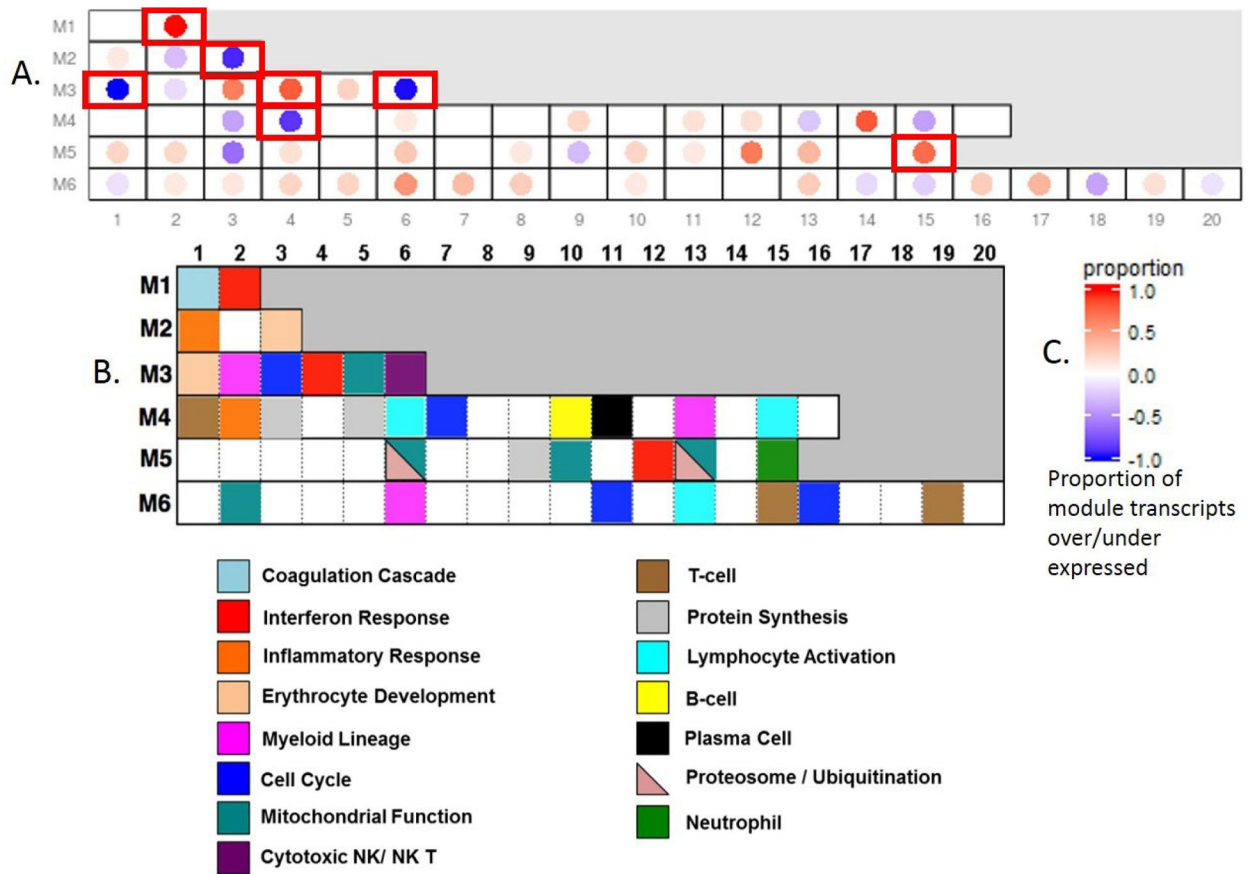 A.
M1
M2
M3
M4
M5
M6
1 2 3 4 5 6 7 8 9 10 11 12 13 14 15 16 17 18 19 20
1 2 3 4 5 6 7 8 9 10 11 12 13 14 15 16 17 18 19 20
B.
M1
M2
M3
M4
M5
M6
C.
proportion
1.0
0.5
0.0
-0.5
-1.0
Proportion of
module transcripts
over/under
expressed
Coagulation Cascade
Interferon Response
Inflammatory Response
Erythrocyte Development
Myeloid Lineage
Cell Cycle
Mitochondrial Function
Cytotoxic NK/ NK T
T-cell
Protein Synthesis
Lymphocyte Activation
B-cell
Plasma Cell
Proteosome / Ubiquitination
Neutrophil